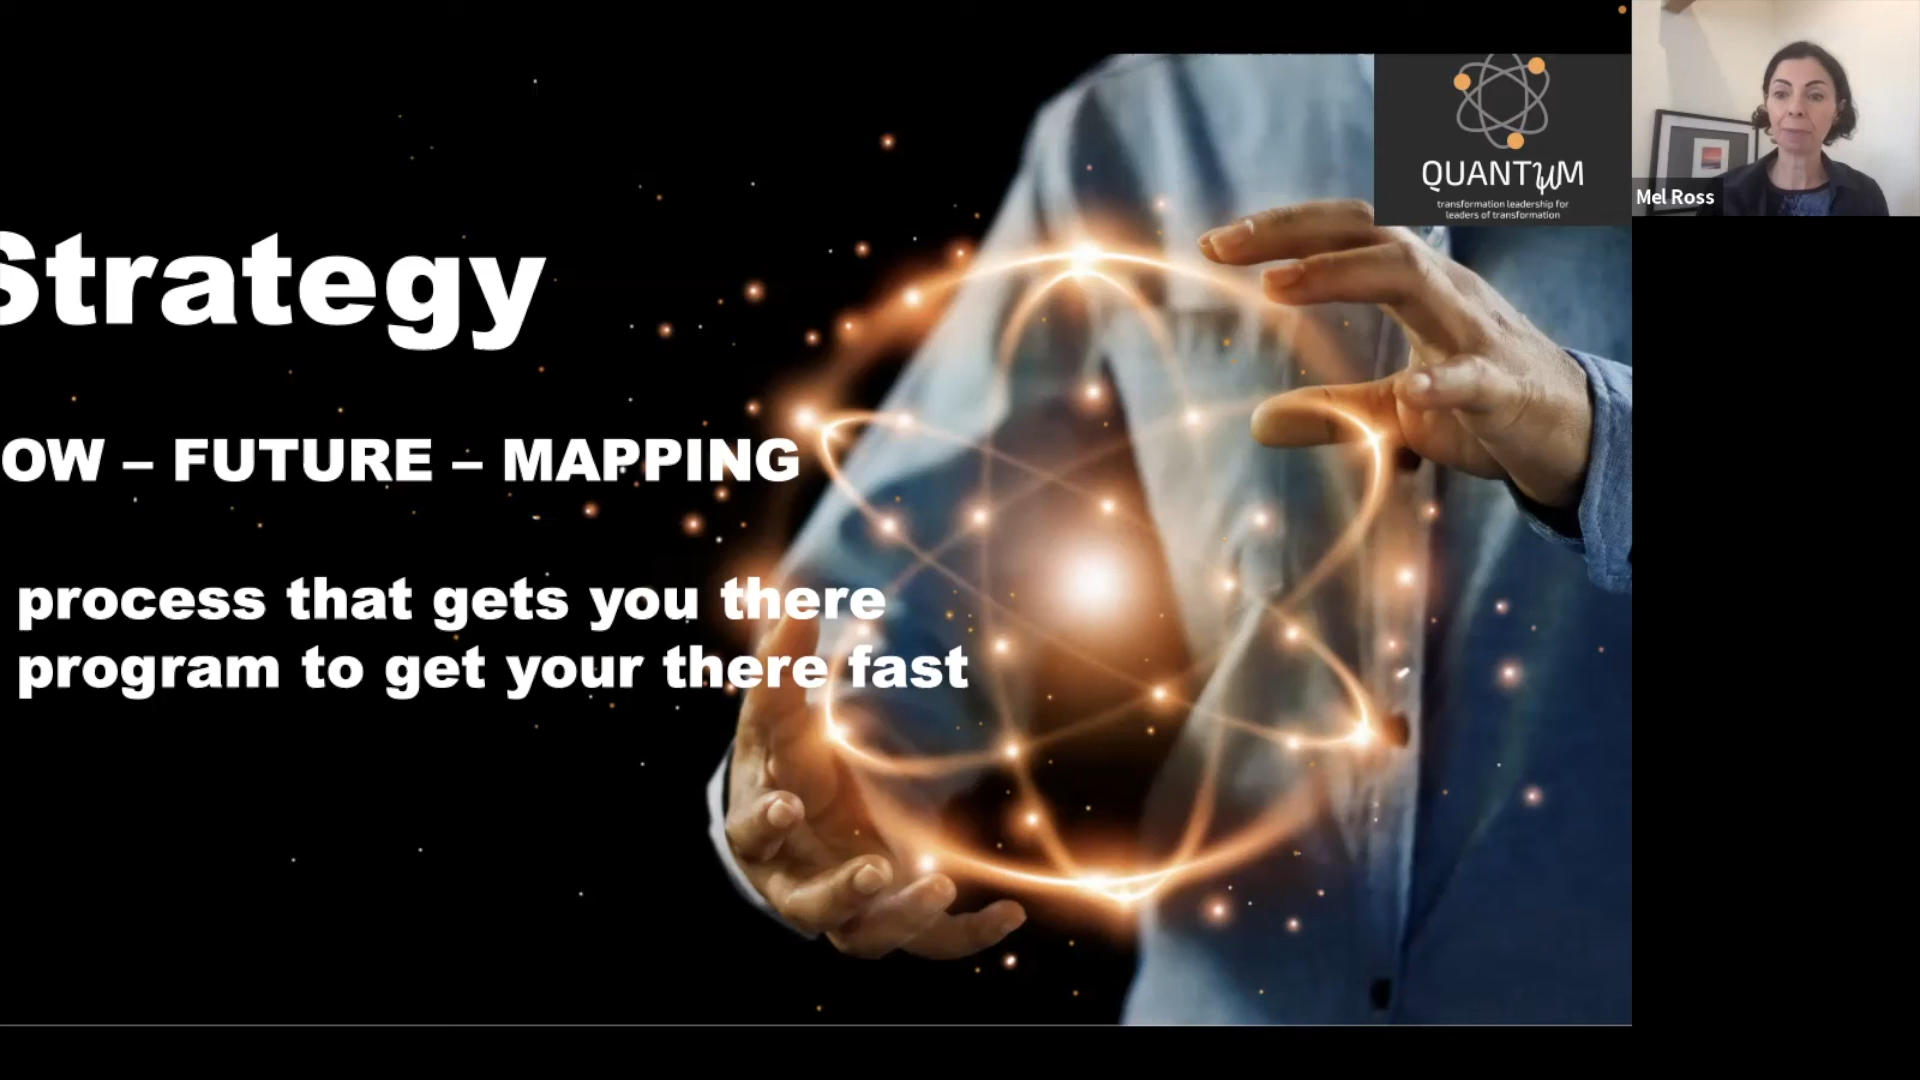 Strategy
OW – FUTURE – MAPPING
process that gets you there
program to get your there fast
QUANTUM
transformation leadership for
leaders of transformation
Mel Ross